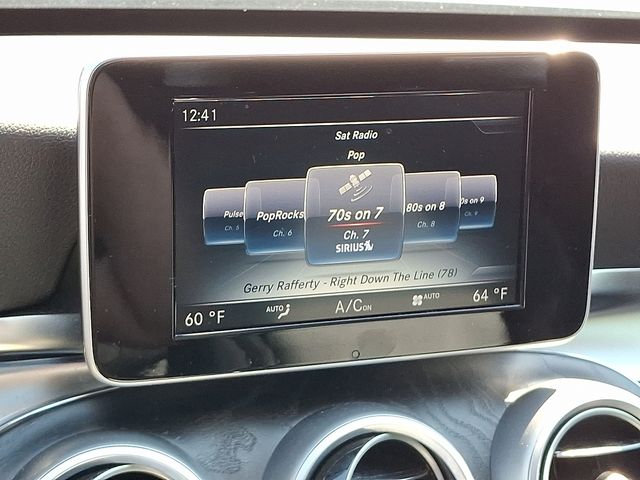 12:41
Sat Radio
Pop
Pulse PopRocks 70s on 7 80s on 8 0s on 9
Ch. 5 Ch. 6 Ch. 7 Ch. 8 Ch. 9
SIRIUS
Gerry Rafferty - Right Down The Line (78)
60 °F AUTO A/C ON AUTO 64 °F